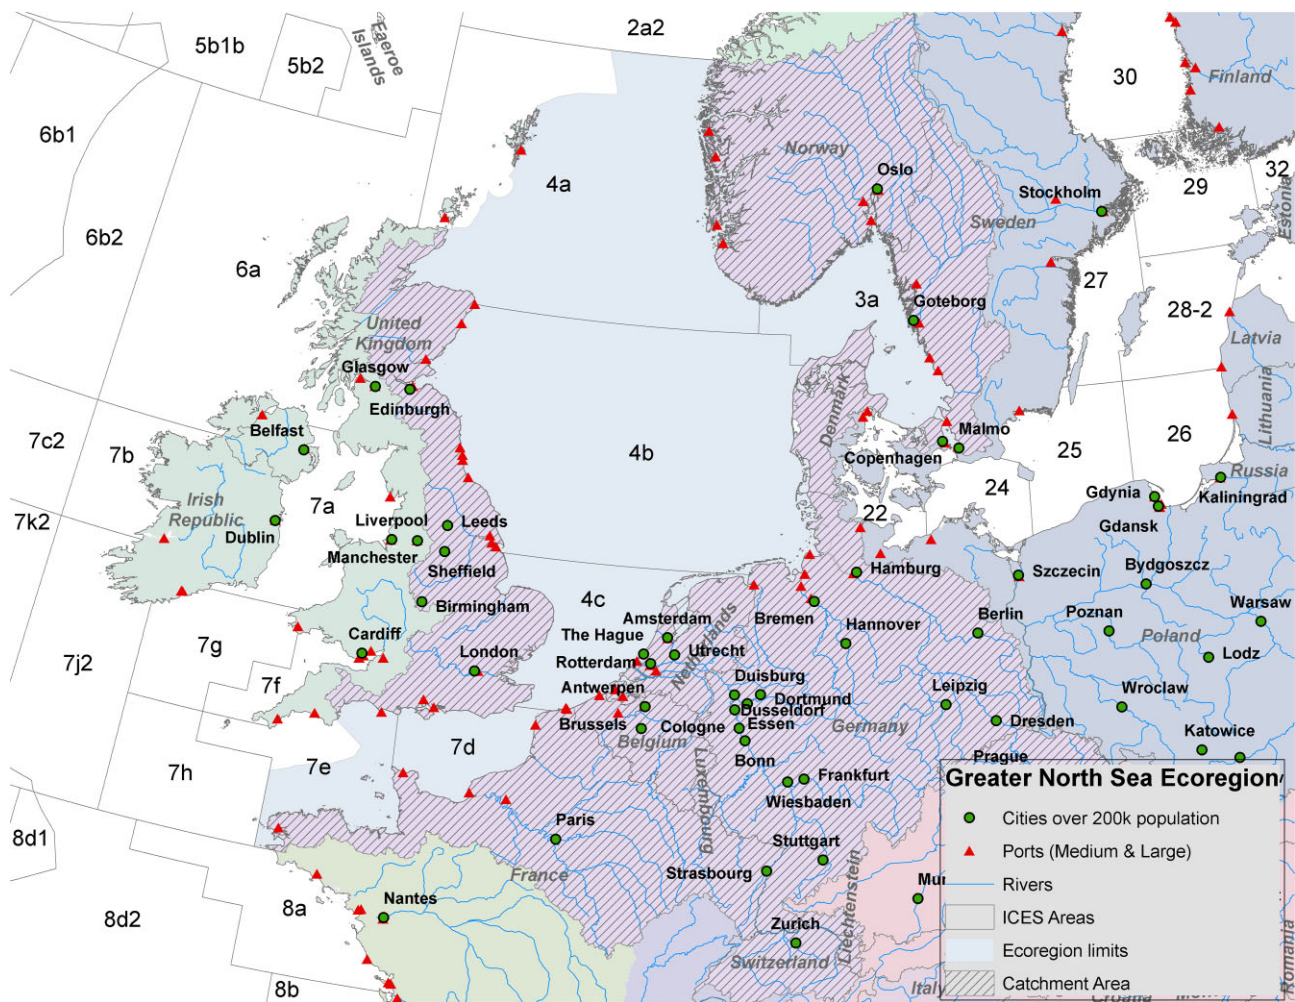 5b1b
5b2
Faeroe
Islands
2a2
30
Finland
6b1
4a
Norway
Oslo
Stockholm
29
32
Estonia
6b2
6a
Sweden
27
3a
Goteborg
28-2
Latvia
United
Kingdom
Glasgow
Edinburgh
Denmark
Lithuania
7c2
7b
Belfast
4b
Malmo
Copenhagen
25
26
Russia
Kaliningrad
24
22
Gdynia
Gdansk
7k2
Irish
Republic
7a
Dublin
Liverpool
Leeds
Manchester
Sheffield
Hamburg
Szczecin
Bydgoszcz
Birmingham
4c
Amsterdam
The Hague
Rotterdam
Utrecht
Netherlands
Bremen
Hannover
Berlin
Poznan
Warsaw
Poland
Lodz
7j2
7g
Cardiff
London
7f
Antwerpen
Brussels
Belgium
Duisburg
Dortmund
Dusseldorf
Essen
Cologne
Bonn
Germany
Leipzig
Dresden
Wroclaw
Katowice
Prague
7h
7e
7d
Luxembourg
Frankfurt
Wiesbaden
Paris
Stuttgart
France
Strasbourg
Liechtenstein
8d1
8d2
8a
8b
Nantes
Zurich
Switzerland
Italy
Croatia
Romania
Greater North Sea Ecoregion
Cities over 200k population
Ports (Medium & Large)
Rivers
ICES Areas
Ecoregion limits
Catchment Area